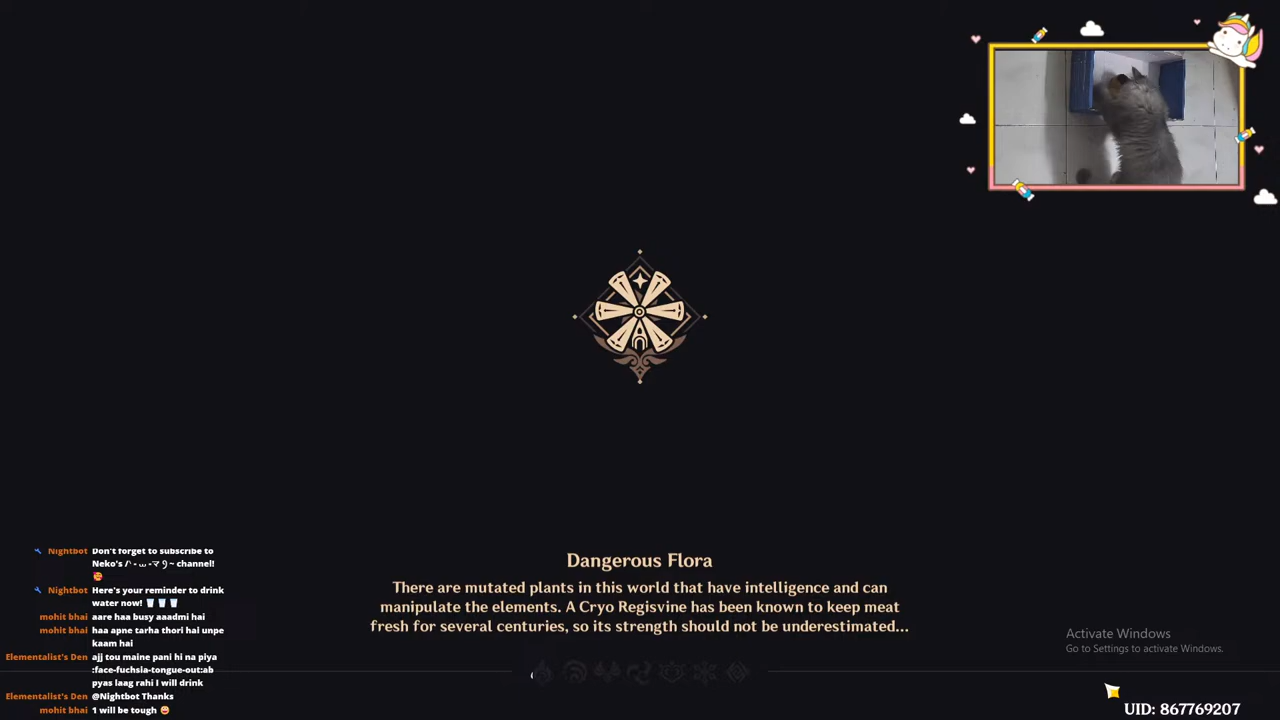 Dangerous Flora
There are mutated plants in this world that have intelligence and can
manipulate the elements. A Cryo Regisvine has been known to keep meat
fresh for several centuries, so its strength should not be underestimated...
Nightbot Don't forget to subscribe to
Neko's channel!
🥰
Nightbot Here's your reminder to drink
water now! 🥛🥛🥛
mohit bhai aare haa busy aaadmi hai
mohit bhai haa apne tarha thori hai unpe
kaam hai
Elementalist's Den ajj tou maine pani hi na piya
:face-fuchsia-tongue-out:ab
pyas laag rahi I will drink
Elementalist's Den @Nightbot Thanks
mohit bhai 1 will be tough 😀
Activate Windows
Go to Settings to activate Windows.
UID: 867769207